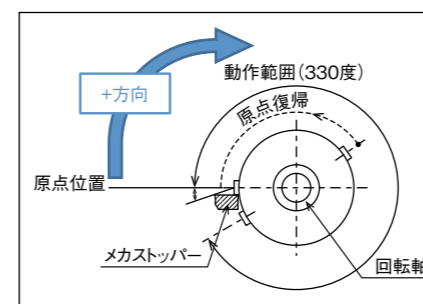 +方向
動作範囲(330度)
原点復帰
原点位置
メカストッパー
回転軸